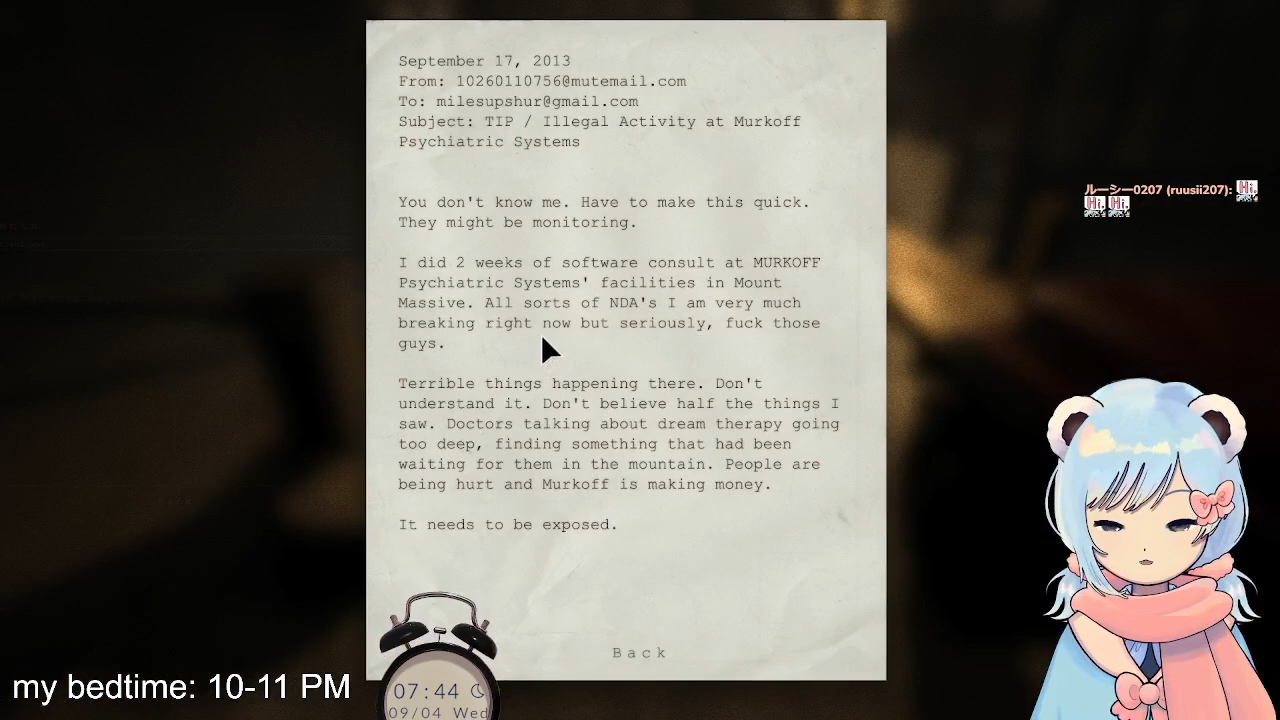 September 17, 2013
From: 10260110756@mutemail.com
To: milesupshur@gmail.com
Subject: TIP / Illegal Activity at Murkoff
Psychiatric Systems
You don't know me. Have to make this quick.
They might be monitoring.
I did 2 weeks of software consult at MURKOFF
Psychiatric Systems' facilities in Mount
Massive. All sorts of NDA's I am very much
breaking right now but seriously, fuck those
guys.
Terrible things happening there. Don't
understand it. Don't believe half the things I
saw. Doctors talking about dream therapy going
too deep, finding something that had been
waiting for them in the mountain. People are
being hurt and Murkoff is making money.
It needs to be exposed.
Back
ルーシー0207 (ruusii207): Hi.
Hi. Hi.
my bedtime: 10-11 PM
07:44
09/04 Wed